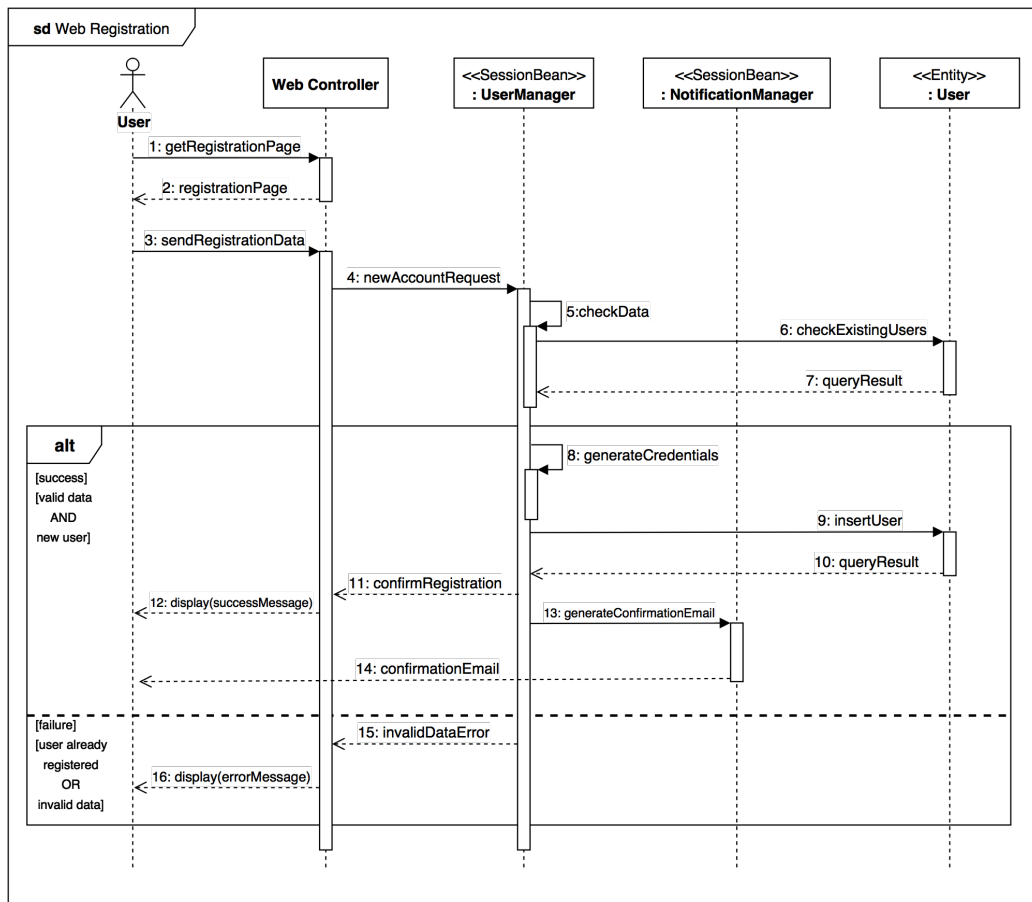 sd Web Registration
User
Web Controller
<<SessionBean>>
: UserManager
<<SessionBean>>
: NotificationManager
<<Entity>>
: User
1: getRegistrationPage
2: registrationPage
3: sendRegistrationData
4: newAccountRequest
5:checkData
6: checkExistingUsers
7: queryResult
alt
[success]
[valid data
AND
new user]
8: generateCredentials
9: insertUser
10: queryResult
11: confirmRegistration
12: display(successMessage)
13: generateConfirmationEmail
14: confirmationEmail
[failure]
[user already
registered
OR
invalid data]
15: invalidDataError
16: display(errorMessage)